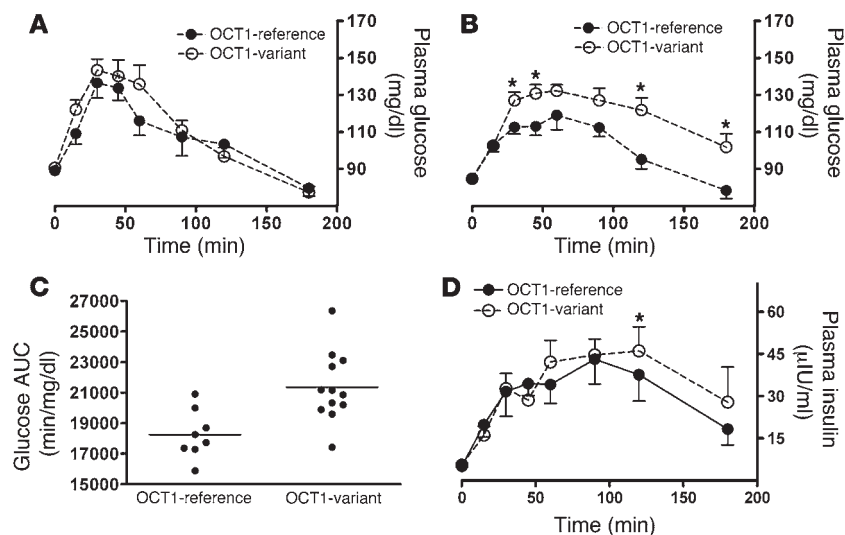 A
OCT1-reference
OCT1-variant
170
150
130
110
90
Plasma glucose
(mg/dl)
0
50
100
150
200
Time (min)
B
OCT1-reference
OCT1-variant
*
*
*
*
170
150
130
110
90
Plasma glucose
(mg/dl)
0
50
100
150
200
Time (min)
C
27000
25000
23000
21000
19000
17000
15000
Glucose AUC
(min/mg/dl)
OCT1-reference
OCT1-variant
D
OCT1-reference
OCT1-variant
*
60
45
30
15
Plasma insulin
(μIU/ml)
0
50
100
150
200
Time (min)